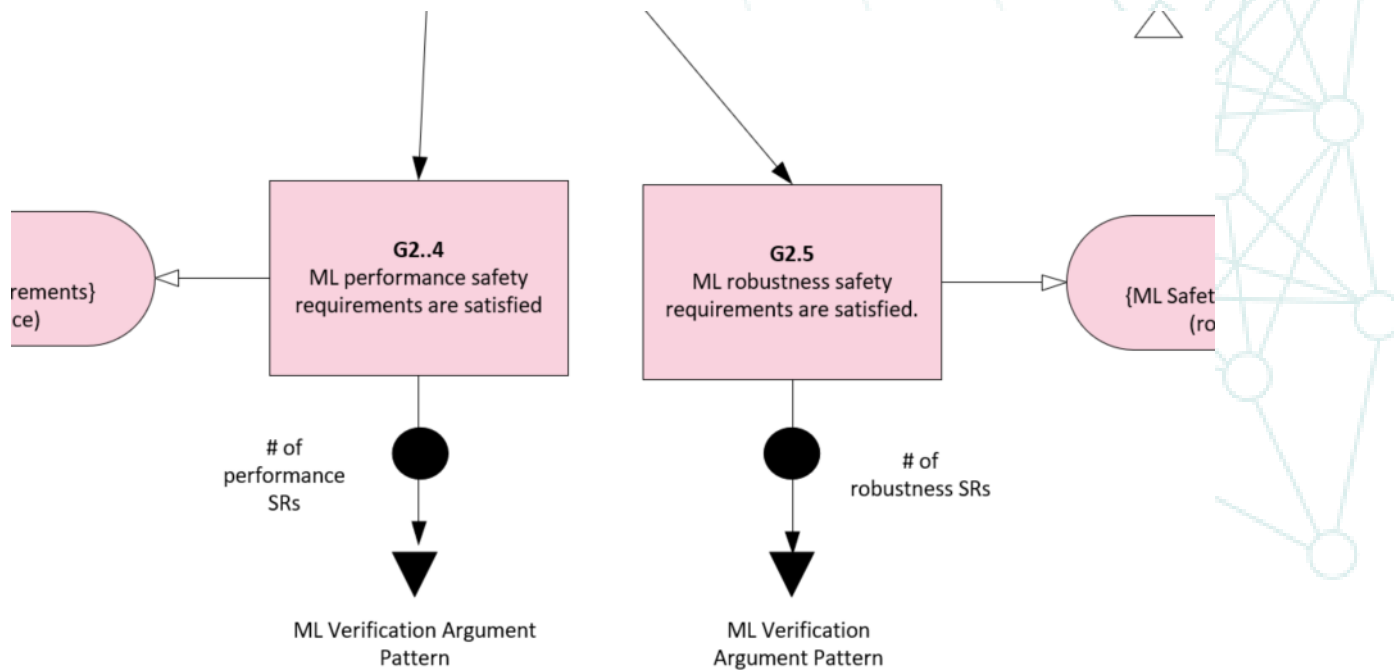 rements}
ce)
G2..4
ML performance safety
requirements are satisfied
G2.5
ML robustness safety
requirements are satisfied.
{ML Safet
(ro
# of
performance
SRs
# of
robustness SRs
ML Verification Argument
Pattern
ML Verification
Argument Pattern